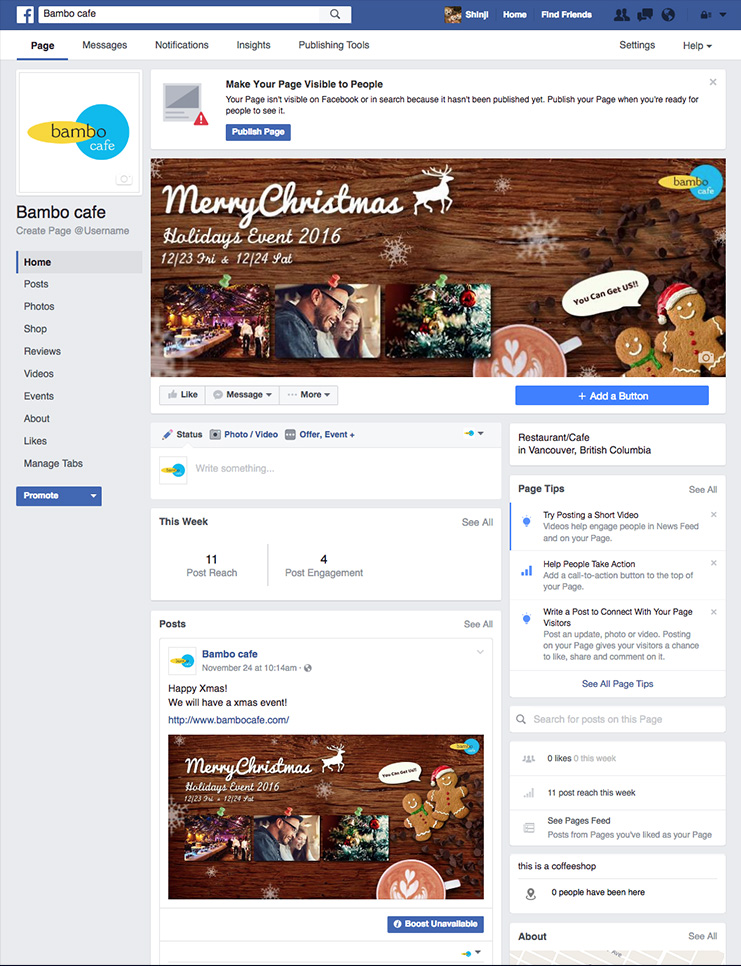 Bambo cafe
Shinji
Home
Find Friends
Page
Messages
Notifications
Insights
Publishing Tools
Settings
Help
bambo
cafe
Bambo cafe
Create Page @Username
Home
Posts
Photos
Shop
Reviews
Videos
Events
About
Likes
Manage Tabs
Promote
Make Your Page Visible to People
Your Page isn't visible on Facebook or in search because it hasn't been published yet. Publish your Page when you're ready for
people to see it.
Publish Page
MerryChristmas
Holidays Event 2016
12/23 Fri & 12/24 Sat
bambo
cafe
You Can Get US!!
Like
Message
More
+ Add a Button
Status
Photo / Video
Offer, Event +
Write something...
This Week
See All
11
Post Reach
4
Post Engagement
Posts
See All
Bambo cafe
November 24 at 10:14am ·
Happy Xmas!
We will have a xmas event!
http://www.bambocafe.com/
MerryChristmas
Holidays Event 2016
12/23 Fri & 12/24 Sat
bambo
cafe
You Can Get US!!
Boost Unavailable
Restaurant/Cafe
in Vancouver, British Columbia
Page Tips
See All
Try Posting a Short Video
Videos help engage people in News Feed
and on your Page.
Help People Take Action
Add a call-to-action button to the top of
your Page.
Write a Post to Connect With Your Page
Visitors
Post an update, photo or video. Posting
on your Page gives your visitors a chance
to like, share and comment on it.
See All Page Tips
Search for posts on this Page
0 likes 0 this week
11 post reach this week
See Pages Feed
Posts from Pages you've liked as your Page
this is a coffeeshop
0 people have been here
About
See All